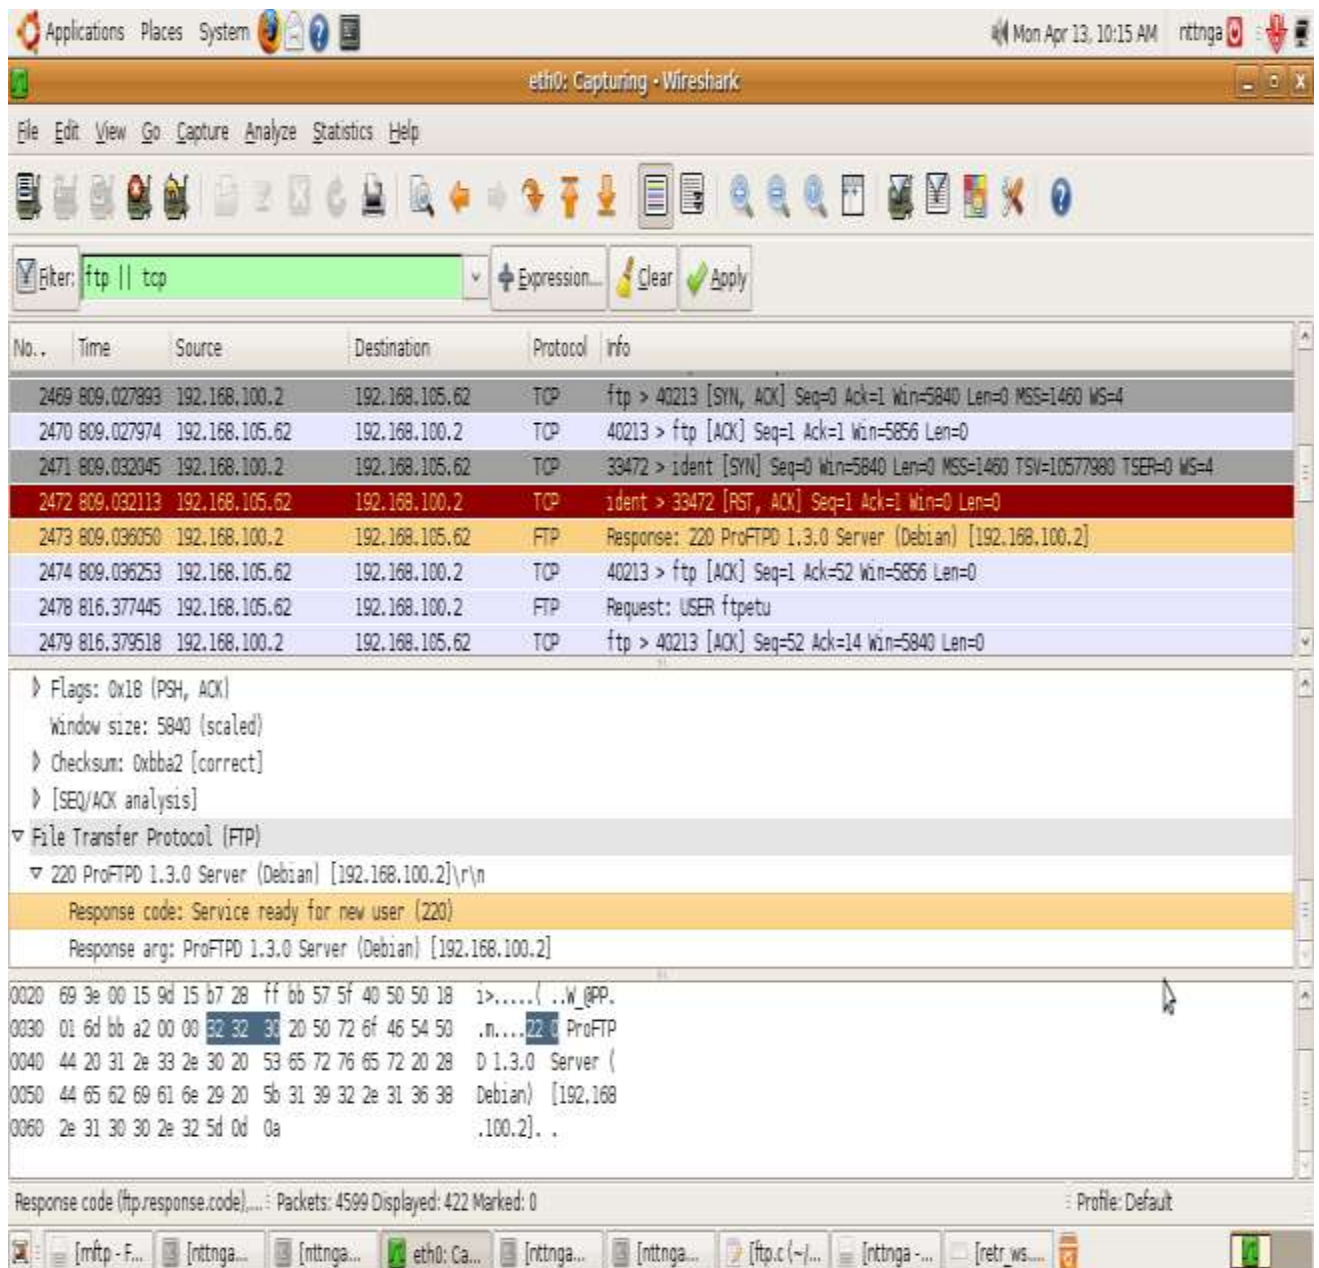 Applications Places System Mon Apr 13, 10:15 AM nttnga
eth0: Capturing - Wireshark
File Edit View Go Capture Analyze Statistics Help
Filter: ftp || tcp Expression... Clear Apply
No.. Time Source Destination Protocol Info
2469 809.027893 192.168.100.2 192.168.105.62 TCP ftp > 40213 [SYN, ACK] Seq=0 Ack=1 Win=5840 Len=0 MSS=1460 WS=4
2470 809.027974 192.168.105.62 192.168.100.2 TCP 40213 > ftp [ACK] Seq=1 Ack=1 Win=5856 Len=0
2471 809.032045 192.168.100.2 192.168.105.62 TCP 33472 > ident [SYN] Seq=0 Win=5840 Len=0 MSS=1460 TSV=10577980 TSER=0 WS=4
2472 809.032113 192.168.105.62 192.168.100.2 TCP ident > 33472 [RST, ACK] Seq=1 Ack=1 Win=0 Len=0
2473 809.036050 192.168.100.2 192.168.105.62 FTP Response: 220 ProFTPD 1.3.0 Server (Debian) [192.168.100.2]
2474 809.036253 192.168.105.62 192.168.100.2 TCP 40213 > ftp [ACK] Seq=1 Ack=52 Win=5856 Len=0
2478 816.377445 192.168.105.62 192.168.100.2 FTP Request: USER ftpetu
2479 816.379518 192.168.100.2 192.168.105.62 TCP ftp > 40213 [ACK] Seq=52 Ack=14 Win=5840 Len=0
Flags: 0x18 (PSH, ACK)
Window size: 5840 (scaled)
Checksum: 0xbba2 [correct]
[SEQ/ACK analysis]
File Transfer Protocol (FTP)
220 ProFTPD 1.3.0 Server (Debian) [192.168.100.2]\r\n
Response code: Service ready for new user (220)
Response arg: ProFTPD 1.3.0 Server (Debian) [192.168.100.2]
0020 69 3e 00 15 9d 15 b7 28 ff bb 57 5f 40 50 50 18 i>.....( ..W_@PP.
0030 01 6d bb a2 00 00 32 32 30 20 50 72 6f 46 54 50 .m....22 0 ProFTP
0040 44 20 31 2e 33 2e 30 20 53 65 72 76 65 72 20 28 D 1.3.0 Server (
0050 44 65 62 69 61 6e 29 20 5b 31 39 32 2e 31 36 38 Debian) [192.168
0060 2e 31 30 30 2e 32 5d 0d 0a .100.2]. .
Response code (ftp.response.code),... Packets: 4599 Displayed: 422 Marked: 0 Profile: Default
[mftp - F... [nttnga... [nttnga... eth0: Ca... [nttnga... [nttnga... [ftp.c (~/... [nttnga -... [retr_ws....